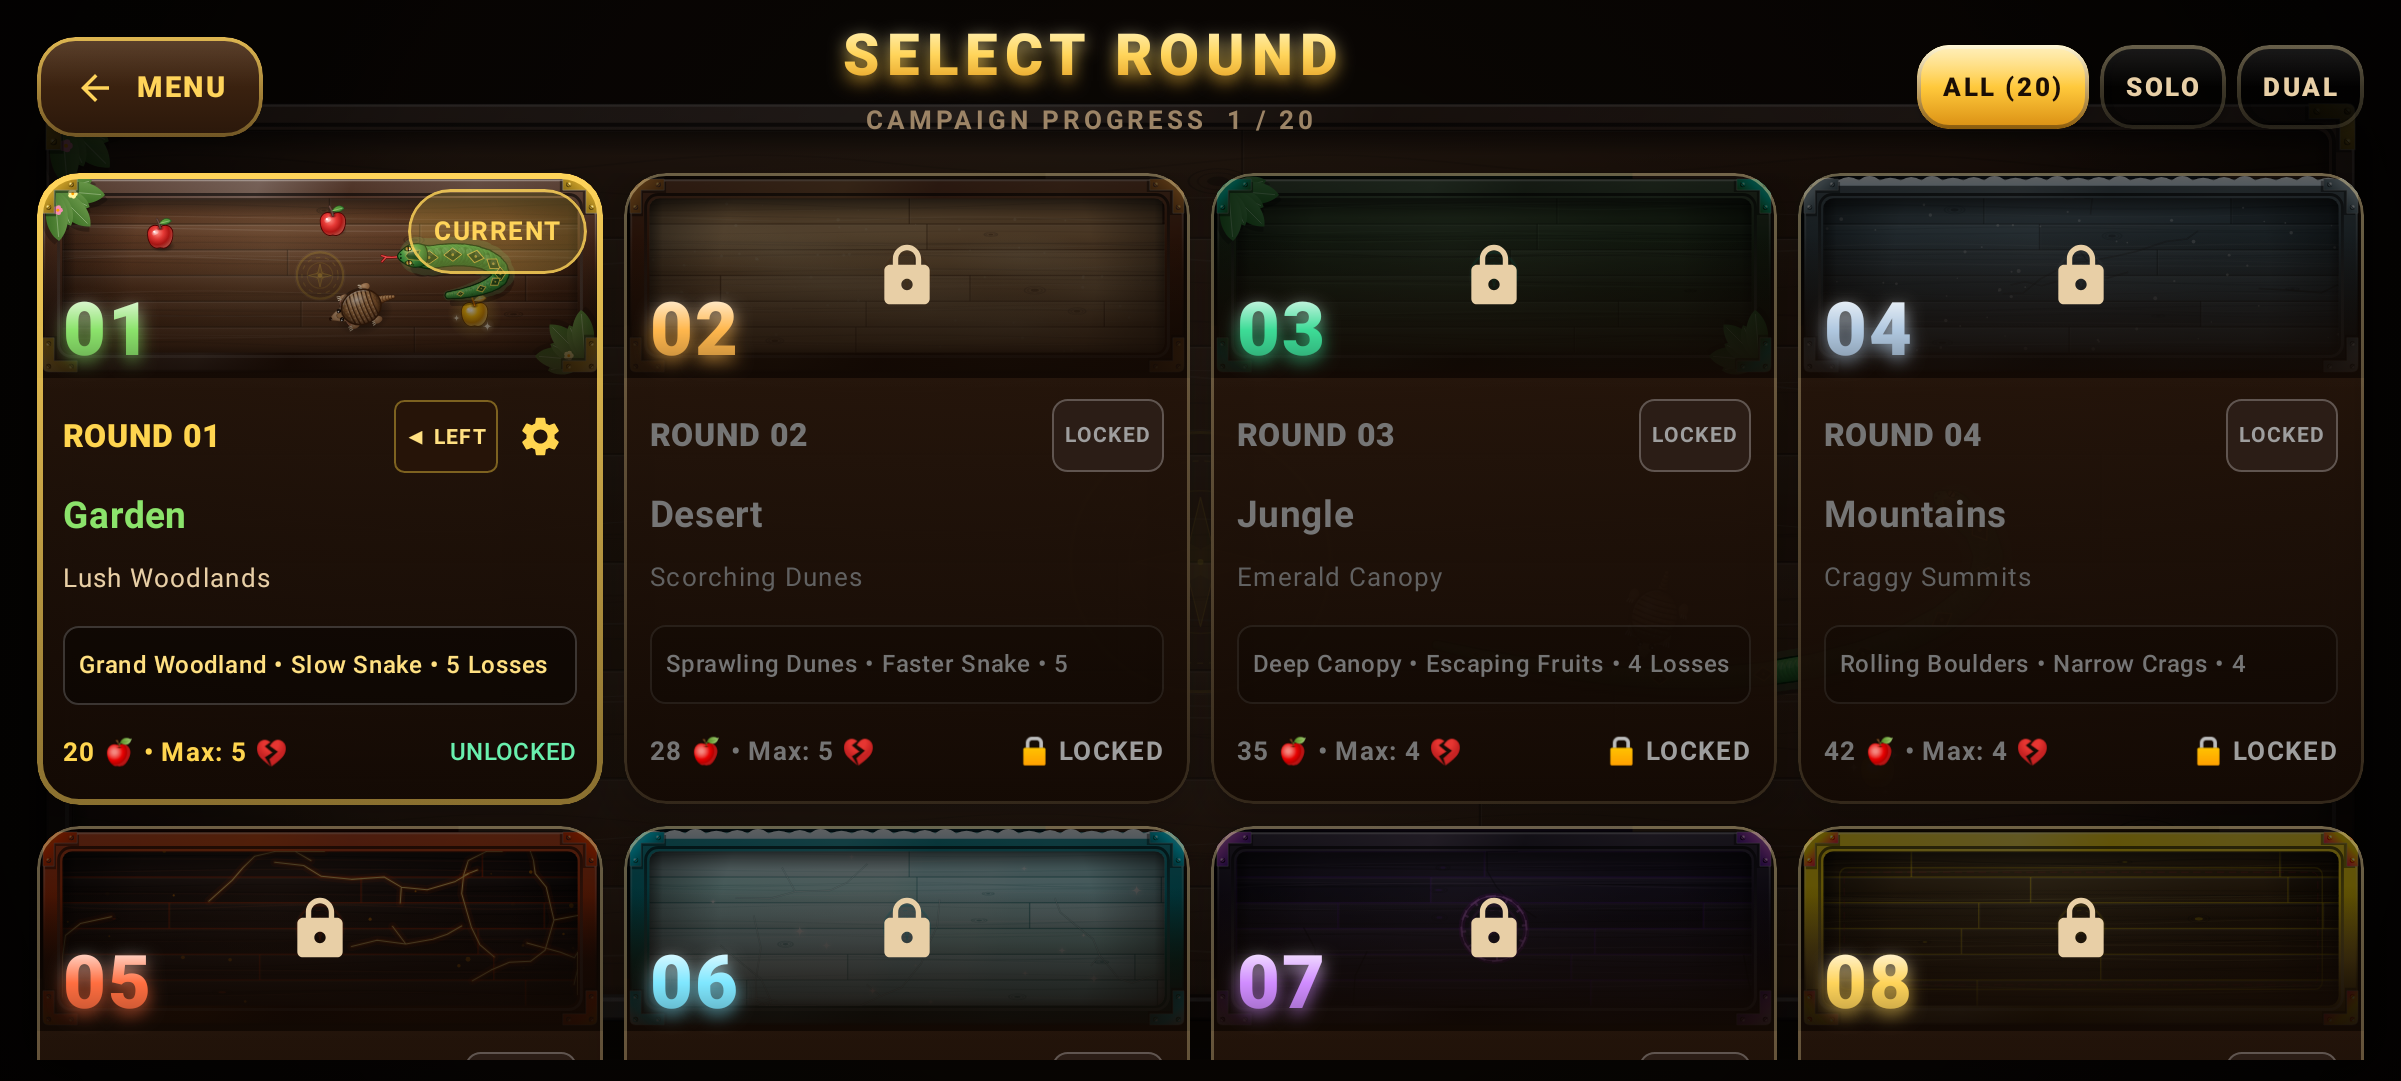 MENU
SELECT ROUND
CAMPAIGN PROGRESS 1 / 20
ALL (20)
SOLO
DUAL
CURRENT
01
02
03
04
ROUND 01
◄ LEFT
ROUND 02
LOCKED
ROUND 03
LOCKED
ROUND 04
LOCKED
Garden
Desert
Jungle
Mountains
Lush Woodlands
Scorching Dunes
Emerald Canopy
Craggy Summits
Grand Woodland • Slow Snake • 5 Losses
Sprawling Dunes • Faster Snake • 5
Deep Canopy • Escaping Fruits • 4 Losses
Rolling Boulders • Narrow Crags • 4
20 🍎 • Max: 5 💔
UNLOCKED
28 🍎 • Max: 5 💔
🔒 LOCKED
35 🍎 • Max: 4 💔
🔒 LOCKED
42 🍎 • Max: 4 💔
🔒 LOCKED
05
06
07
08